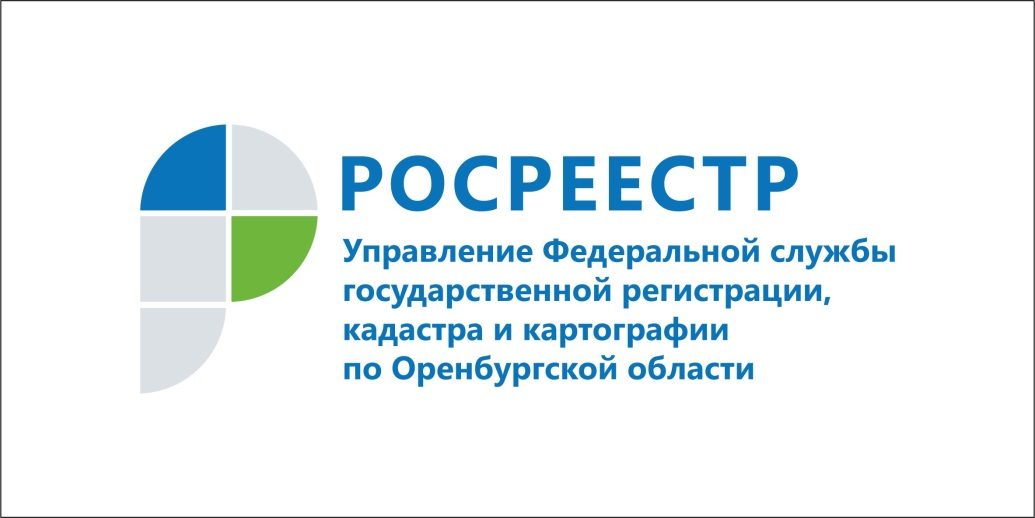 РОСРЕЕСТР
Управление Федеральной службы
государственной регистрации,
кадастра и картографии
по Оренбургской области